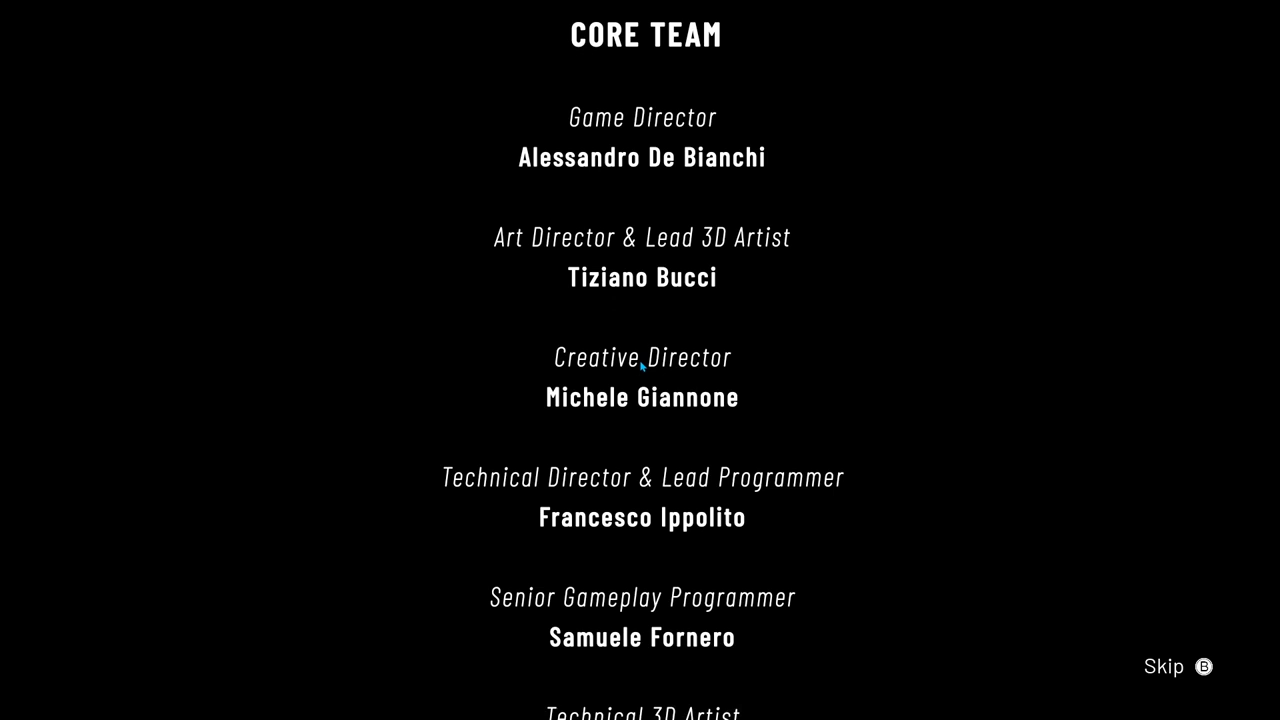 CORE TEAM
Game Director
Alessandro De Bianchi
Art Director & Lead 3D Artist
Tiziano Bucci
Creative Director
Michele Giannone
Technical Director & Lead Programmer
Francesco Ippolito
Senior Gameplay Programmer
Samuele Fornero
Skip B
Technical 3D Artist